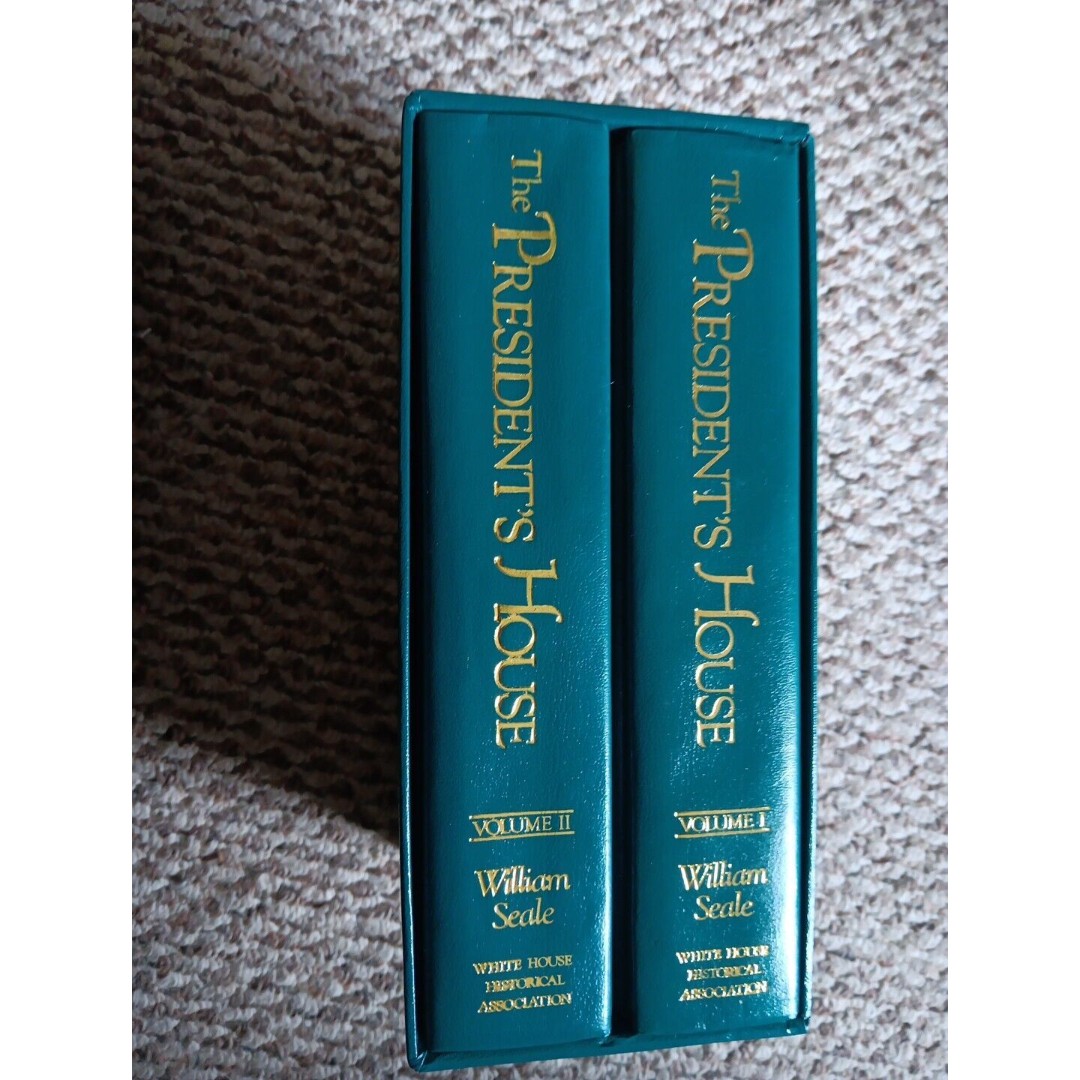 The PRESIDENT'S HOUSE
VOLUME II
William
Seale
WHITE HOUSE
HISTORICAL
ASSOCIATION
The PRESIDENT'S HOUSE
VOLUME I
William
Seale
WHITE HOUSE
HISTORICAL
ASSOCIATION